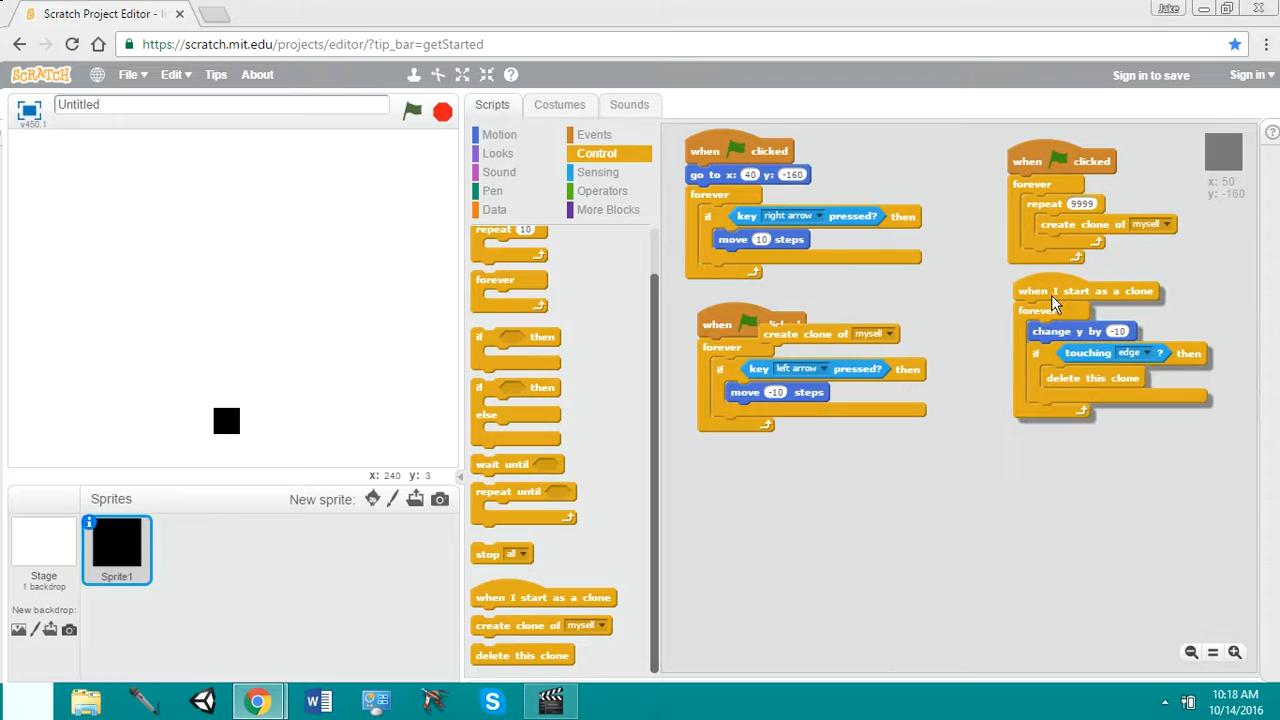 Scratch Project Editor - I
Jake
https://scratch.mit.edu/projects/editor/?tip_bar=getStarted
SCRATCH File Edit Tips About Sign in to save Sign in
Untitled
v450.1
Scripts Costumes Sounds
Motion Events
Looks Control
Sound Sensing
Pen Operators
Data More Blocks
repeat 10
forever
if then
if then
else
wait until
repeat until
stop all
when I start as a clone
create clone of myself
delete this clone
when clicked
go to x: 40 y: -160
forever
if key right arrow pressed? then
move 10 steps
when clicked
create clone of myself
forever
if key left arrow pressed? then
move -10 steps
when clicked
forever
repeat 9999
create clone of myself
when I start as a clone
forever
change y by -10
if touching edge ? then
delete this clone
x: 50
y: -160
x: 240 y: 3
Sprites New sprite:
Stage
1 backdrop
New backdrop:
Sprite1
10:18 AM
10/14/2016